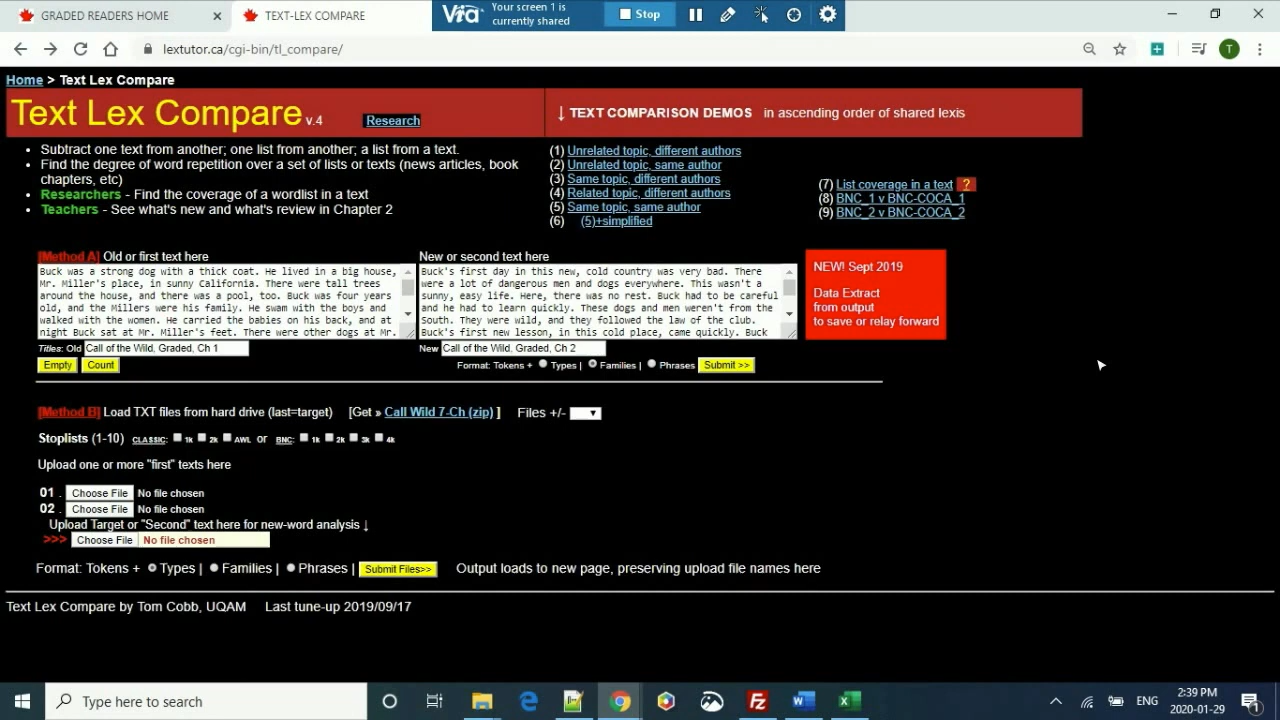 GRADED READERS HOME
TEXT-LEX COMPARE
Via
Your screen 1 is
currently shared
Stop
lextutor.ca/cgi-bin/tl_compare/
T
Home > Text Lex Compare
Text Lex Compare v.4 Research
↓ TEXT COMPARISON DEMOS in ascending order of shared lexis
• Subtract one text from another; one list from another; a list from a text.
• Find the degree of word repetition over a set of lists or texts (news articles, book
chapters, etc)
• Researchers - Find the coverage of a wordlist in a text
• Teachers - See what's new and what's review in Chapter 2
(1) Unrelated topic, different authors
(2) Unrelated topic, same author
(3) Same topic, different authors
(4) Related topic, different authors
(5) Same topic, same author
(6) (5)+simplified
(7) List coverage in a text ?
(8) BNC_1 v BNC-COCA_1
(9) BNC_2 v BNC-COCA_2
[Method A] Old or first text here
Buck was a strong dog with a thick coat. He lived in a big house,
Mr. Miller's place, in sunny California. There were tall trees
around the house, and there was a pool, too. Buck was four years
old, and the Millers were his family. He swam with the boys and
walked with the women. He carried the babies on his back, and at
night Buck sat at Mr. Miller's feet. There were other dogs at Mr.
New or second text here
Buck's first day in this new, cold country was very bad. There
were a lot of dangerous men and dogs everywhere. This wasn't a
sunny, easy life. Here, there was no rest. Buck had to be careful
and he had to learn quickly. These dogs and men weren't from the
South. They were wild, and they followed the law of the club.
Buck's first new lesson, in this cold place, came quickly. Buck
NEW! Sept 2019
Data Extract
from output
to save or relay forward
Titles: Old Call of the Wild, Graded, Ch 1
New Call of the Wild, Graded, Ch 2
Empty Count
Format: Tokens + Types | Families | Phrases Submit >>
[Method B] Load TXT files from hard drive (last=target) [Get » Call Wild 7-Ch (zip) ] Files +/-
Stoplists (1-10) CLASSIC: 1k 2k AWL or BNC: 1k 2k 3k 4k
Upload one or more "first" texts here
01 . Choose File No file chosen
02 . Choose File No file chosen
Upload Target or "Second" text here for new-word analysis ↓
>>> Choose File No file chosen
Format: Tokens + Types | Families | Phrases | Submit Files>> Output loads to new page, preserving upload file names here
Text Lex Compare by Tom Cobb, UQAM Last tune-up 2019/09/17
Type here to search
ENG
2:39 PM
2020-01-29
1